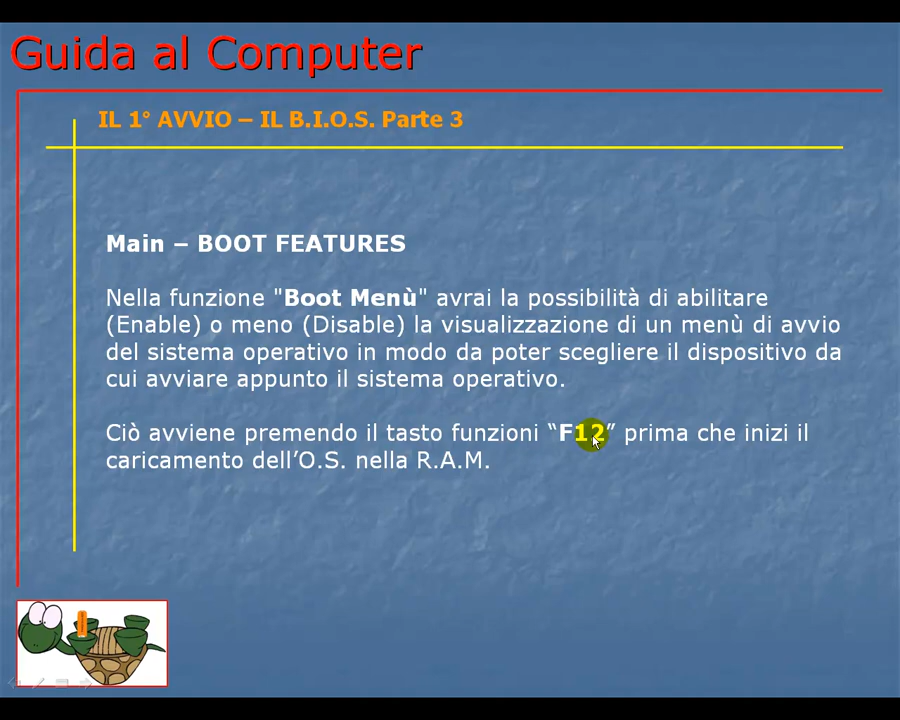 Guida al Computer
IL 1° AVVIO – IL B.I.O.S. Parte 3
Main – BOOT FEATURES
Nella funzione "Boot Menù" avrai la possibilità di abilitare
(Enable) o meno (Disable) la visualizzazione di un menù di avvio
del sistema operativo in modo da poter scegliere il dispositivo da
cui avviare appunto il sistema operativo.
Ciò avviene premendo il tasto funzioni “F12” prima che inizi il
caricamento dell’O.S. nella R.A.M.